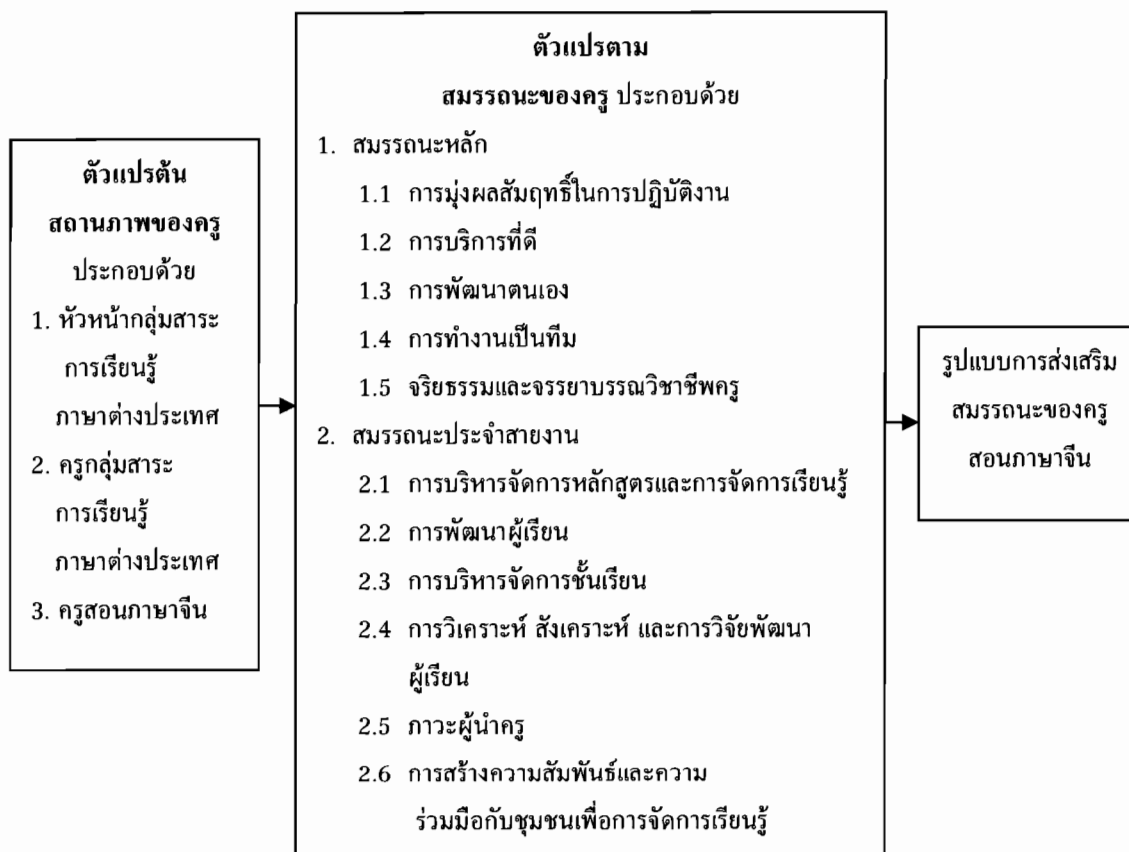 ตัวแปรต้น
สถานภาพของครู
ประกอบด้วย
1. หัวหน้ากลุ่มสาระ
การเรียนรู้
ภาษาต่างประเทศ
2. ครูกลุ่มสาระ
การเรียนรู้
ภาษาต่างประเทศ
3. ครูสอนภาษาจีน
ตัวแปรตาม
สมรรถนะของครู ประกอบด้วย
1. สมรรถนะหลัก
1.1 การมุ่งผลสัมฤทธิ์ในการปฏิบัติงาน
1.2 การบริการที่ดี
1.3 การพัฒนาตนเอง
1.4 การทำงานเป็นทีม
1.5 จริยธรรมและจรรยาบรรณวิชาชีพครู
2. สมรรถนะประจำสายงาน
2.1 การบริหารจัดการหลักสูตรและการจัดการเรียนรู้
2.2 การพัฒนาผู้เรียน
2.3 การบริหารจัดการชั้นเรียน
2.4 การวิเคราะห์ สังเคราะห์ และการวิจัยพัฒนา
ผู้เรียน
2.5 ภาวะผู้นำครู
2.6 การสร้างความสัมพันธ์และความ
ร่วมมือกับชุมชนเพื่อการจัดการเรียนรู้
รูปแบบการส่งเสริม
สมรรถนะของครู
สอนภาษาจีน